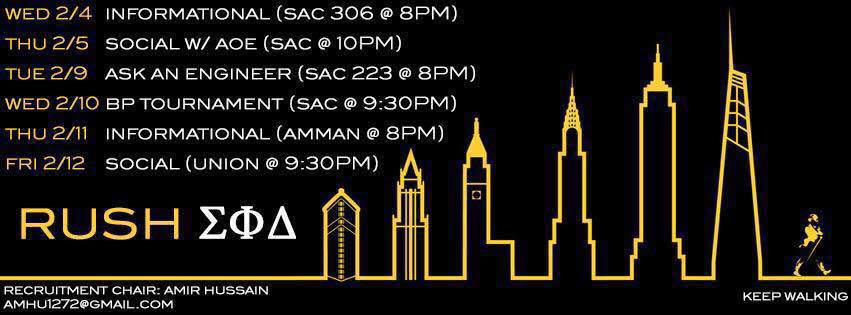 WED 2/4 INFORMATIONAL (SAC 306 @ 8PM)
THU 2/5 SOCIAL W/ AOE (SAC @ 10PM)
TUE 2/9 ASK AN ENGINEER (SAC 223 @ 8PM)
WED 2/10 BP TOURNAMENT (SAC @ 9:30PM)
THU 2/11 INFORMATIONAL (AMMAN @ 8PM)
FRI 2/12 SOCIAL (UNION @ 9:30PM)
RUSH ΣΦΔ
RECRUITMENT CHAIR: AMIR HUSSAIN
AMHU1272@GMAIL.COM
KEEP WALKING